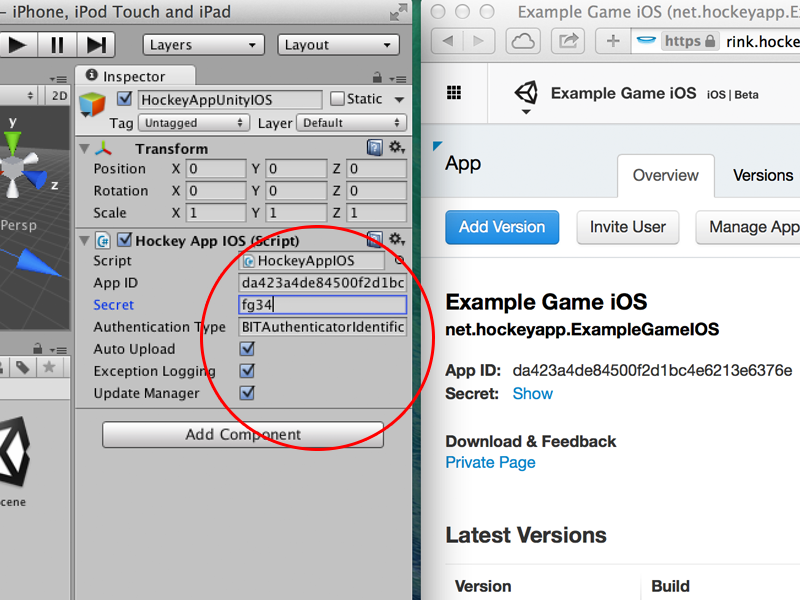 – iPhone, iPod Touch and iPad
Layers
Layout
Inspector
2D
HockeyAppUnityIOS
Static
Tag
Untagged
Layer
Default
Transform
Position X 0 Y 0 Z 0
Rotation X 0 Y 0 Z 0
Scale X 1 Y 1 Z 1
y
z
Persp
Hockey App IOS (Script)
Script
HockeyAppIOS
App ID
da423a4de84500f2d1bc
Secret
fg34
Authentication Type
BITAuthenticatorIdentific
Auto Upload
Exception Logging
Update Manager
Add Component
cene
Example Game iOS (net.hockeyapp.E
https
rink.hocke
Example Game iOS
iOS | Beta
App
Overview
Versions
Add Version
Invite User
Manage App
Example Game iOS
net.hockeyapp.ExampleGameIOS
App ID: da423a4de84500f2d1bc4e6213e6376e
Secret: Show
Download & Feedback
Private Page
Latest Versions
Version
Build